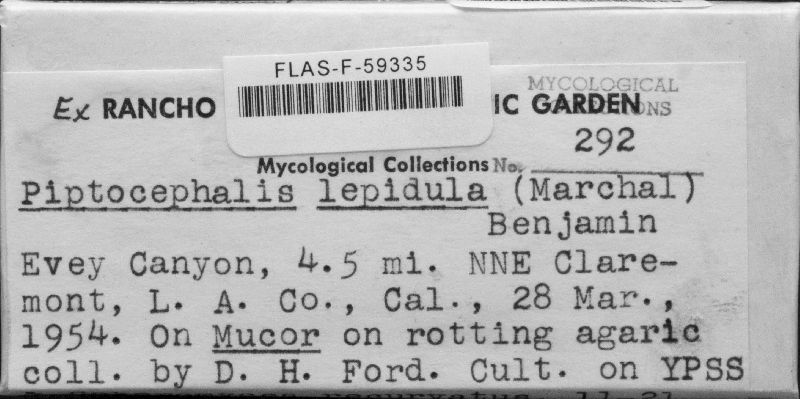 FLAS-F-59335
MYCOLOGICAL
Ex RANCHO IC GARDEN
292
Mycological Collections No.
Piptocephalis lepidula (Marchal)
Benjamin
Evey Canyon, 4.5 mi. NNE Clare-
mont, L. A. Co., Cal., 28 Mar.,
1954. On Mucor on rotting agaric
coll. by D. H. Ford. Cult. on YPSS